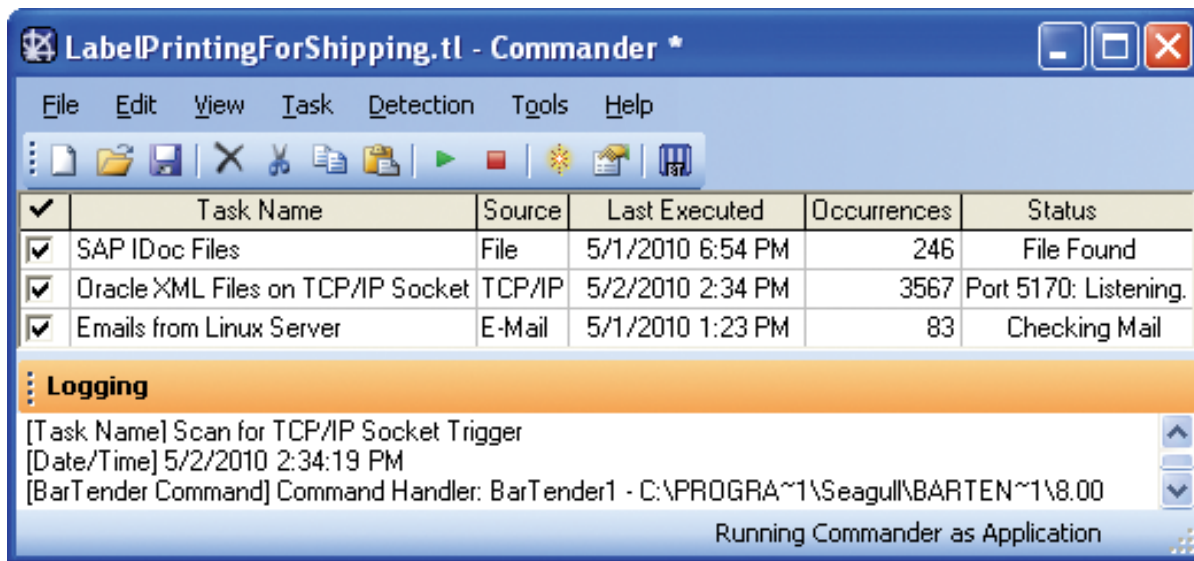 LabelPrintingForShipping.tl - Commander *
File Edit View Task Detection Tools Help
Task Name Source Last Executed Occurrences Status
SAP IDoc Files File 5/1/2010 6:54 PM 246 File Found
Oracle XML Files on TCP/IP Socket TCP/IP 5/2/2010 2:34 PM 3567 Port 5170: Listening.
Emails from Linux Server E-Mail 5/1/2010 1:23 PM 83 Checking Mail
Logging
[Task Name] Scan for TCP/IP Socket Trigger
[Date/Time] 5/2/2010 2:34:19 PM
[BarTender Command] Command Handler: BarTender1 - C:\PROGRA~1\Seagull\BARTEN~1\8.00
Running Commander as Application